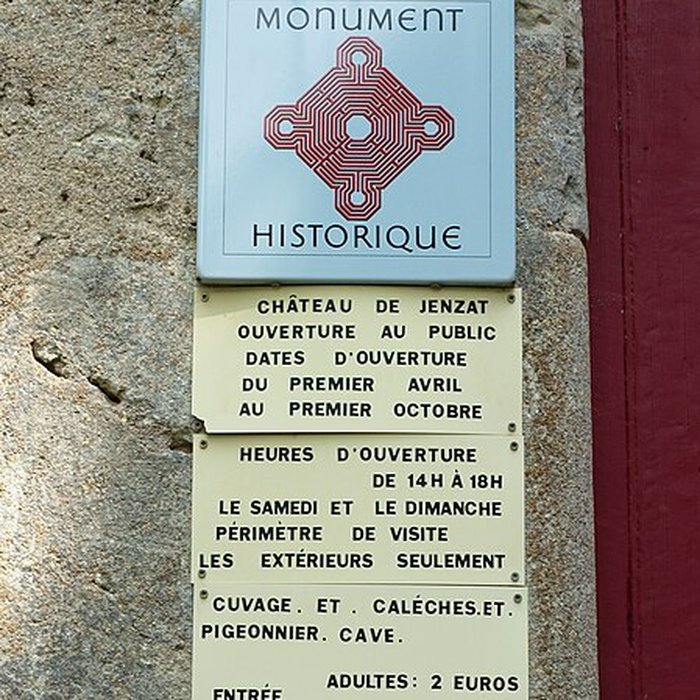 MONUMENT
HISTORIQUE
CHÂTEAU DE JENZAT
OUVERTURE AU PUBLIC
DATES D'OUVERTURE
DU PREMIER AVRIL
AU PREMIER OCTOBRE
HEURES D'OUVERTURE
DE 14H À 18H
LE SAMEDI ET LE DIMANCHE
PÉRIMÈTRE DE VISITE
LES EXTÉRIEURS SEULEMENT
CUVAGE. ET. CALÉCHES.ET.
PIGEONNIER. CAVE.
ADULTES: 2 EUROS
ENTRÉE